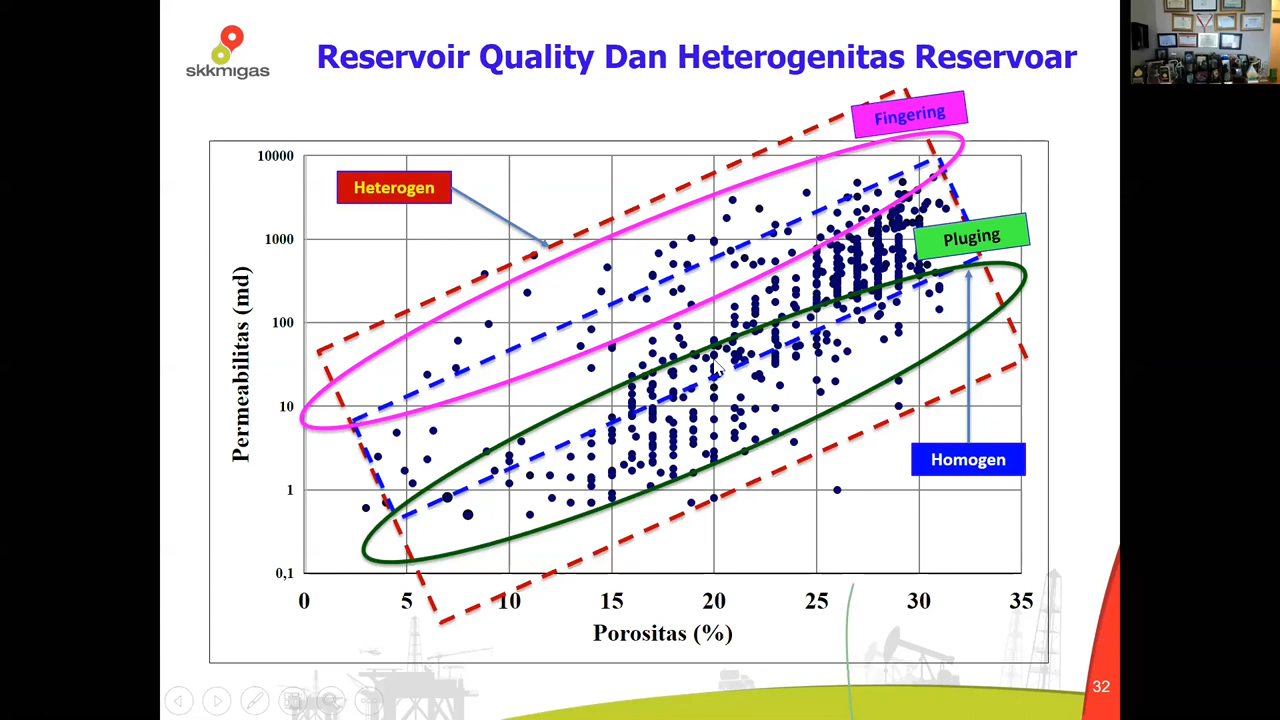 skkmigas
Reservoir Quality Dan Heterogenitas Reservoar
Fingering
Heterogen
Pluging
Homogen
Permeabilitas (md)
10000
1000
100
10
1
0,1
0 5 10 15 20 25 30 35
Porositas (%)
32